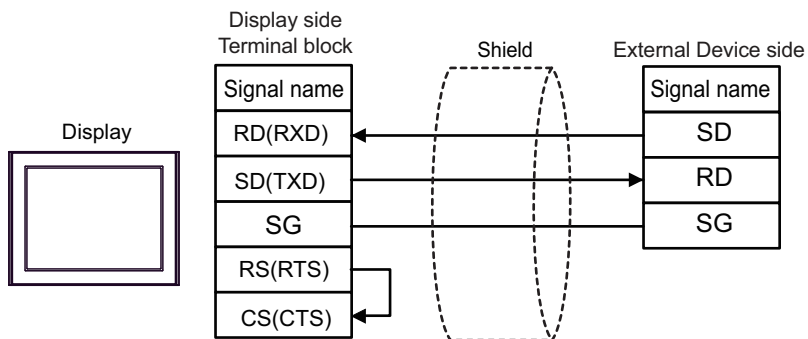 Display side
Terminal block
Shield
External Device side
Signal name
Signal name
Display
RD(RXD)
SD
SD(TXD)
RD
SG
SG
RS(RTS)
CS(CTS)